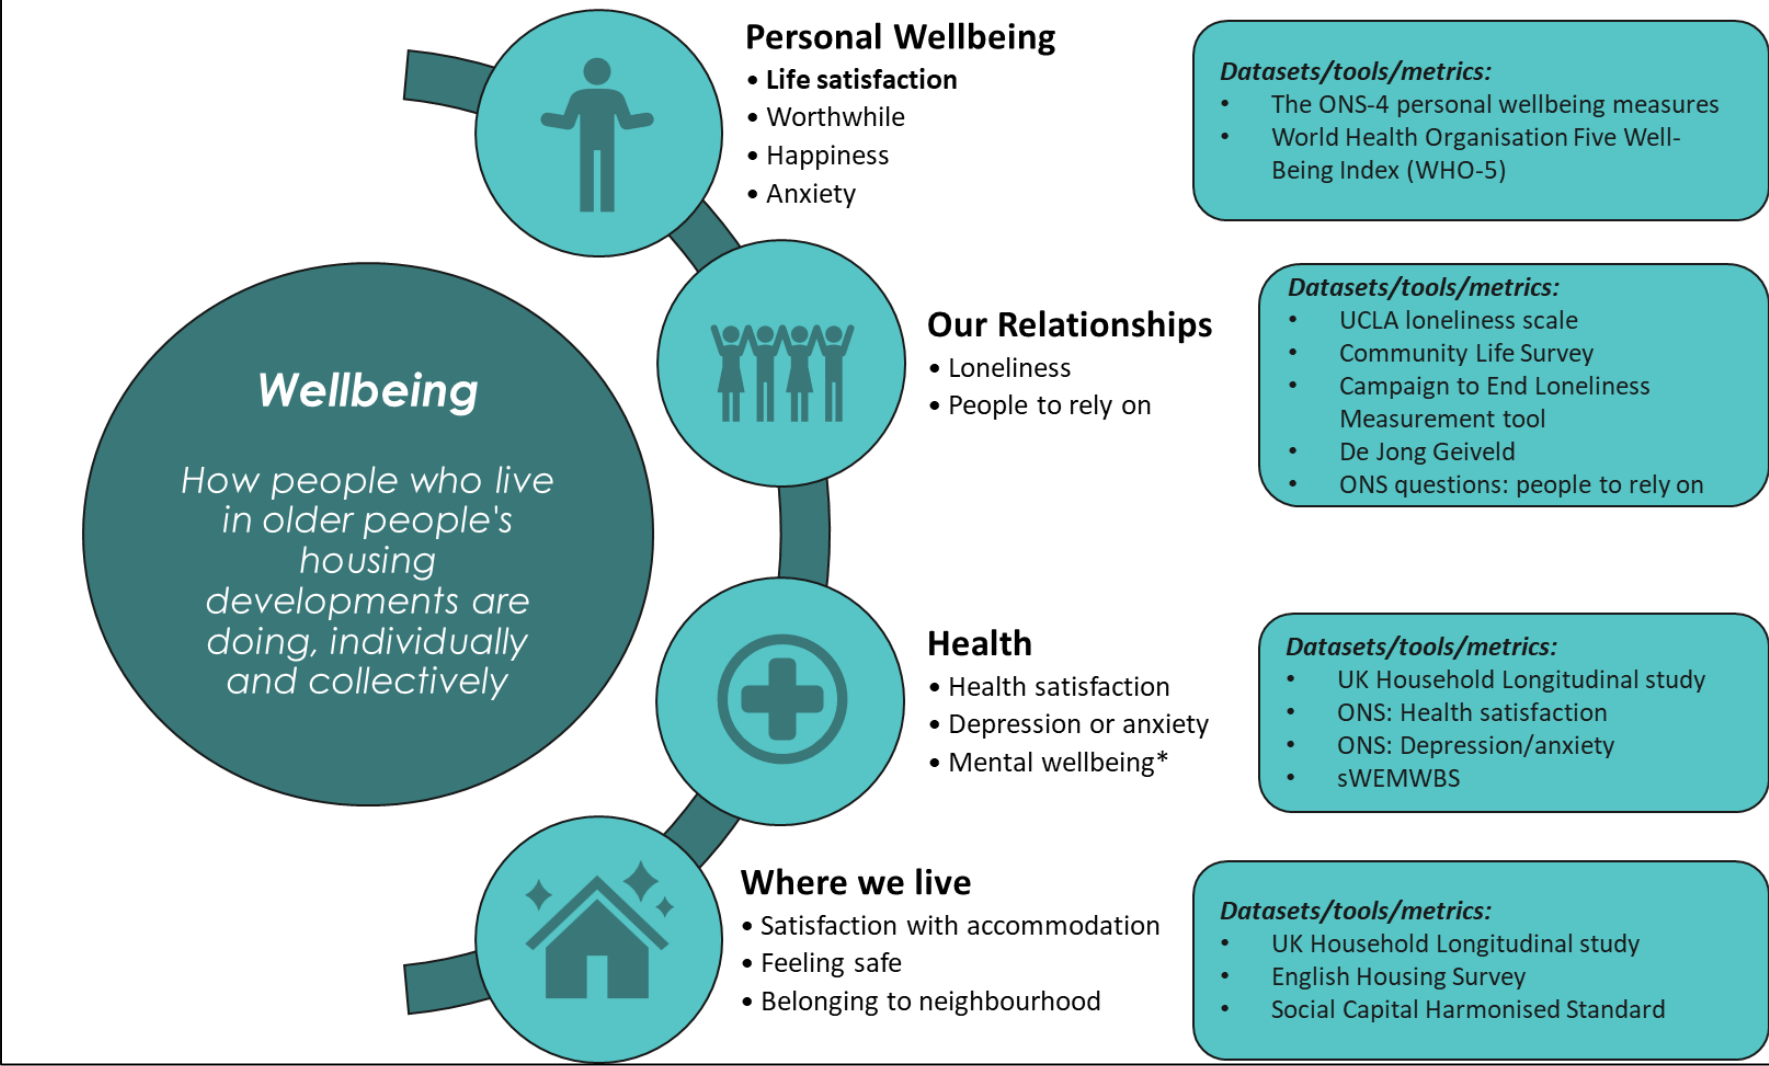 Wellbeing
How people who live
in older people's
housing
developments are
doing, individually
and collectively
Personal Wellbeing
• Life satisfaction
• Worthwhile
• Happiness
• Anxiety
Datasets/tools/metrics:
• The ONS-4 personal wellbeing measures
• World Health Organisation Five Well-
Being Index (WHO-5)
Our Relationships
• Loneliness
• People to rely on
Datasets/tools/metrics:
• UCLA loneliness scale
• Community Life Survey
• Campaign to End Loneliness
Measurement tool
• De Jong Geiveld
• ONS questions: people to rely on
Health
• Health satisfaction
• Depression or anxiety
• Mental wellbeing*
Datasets/tools/metrics:
• UK Household Longitudinal study
• ONS: Health satisfaction
• ONS: Depression/anxiety
• sWEMWBS
Where we live
• Satisfaction with accommodation
• Feeling safe
• Belonging to neighbourhood
Datasets/tools/metrics:
• UK Household Longitudinal study
• English Housing Survey
• Social Capital Harmonised Standard